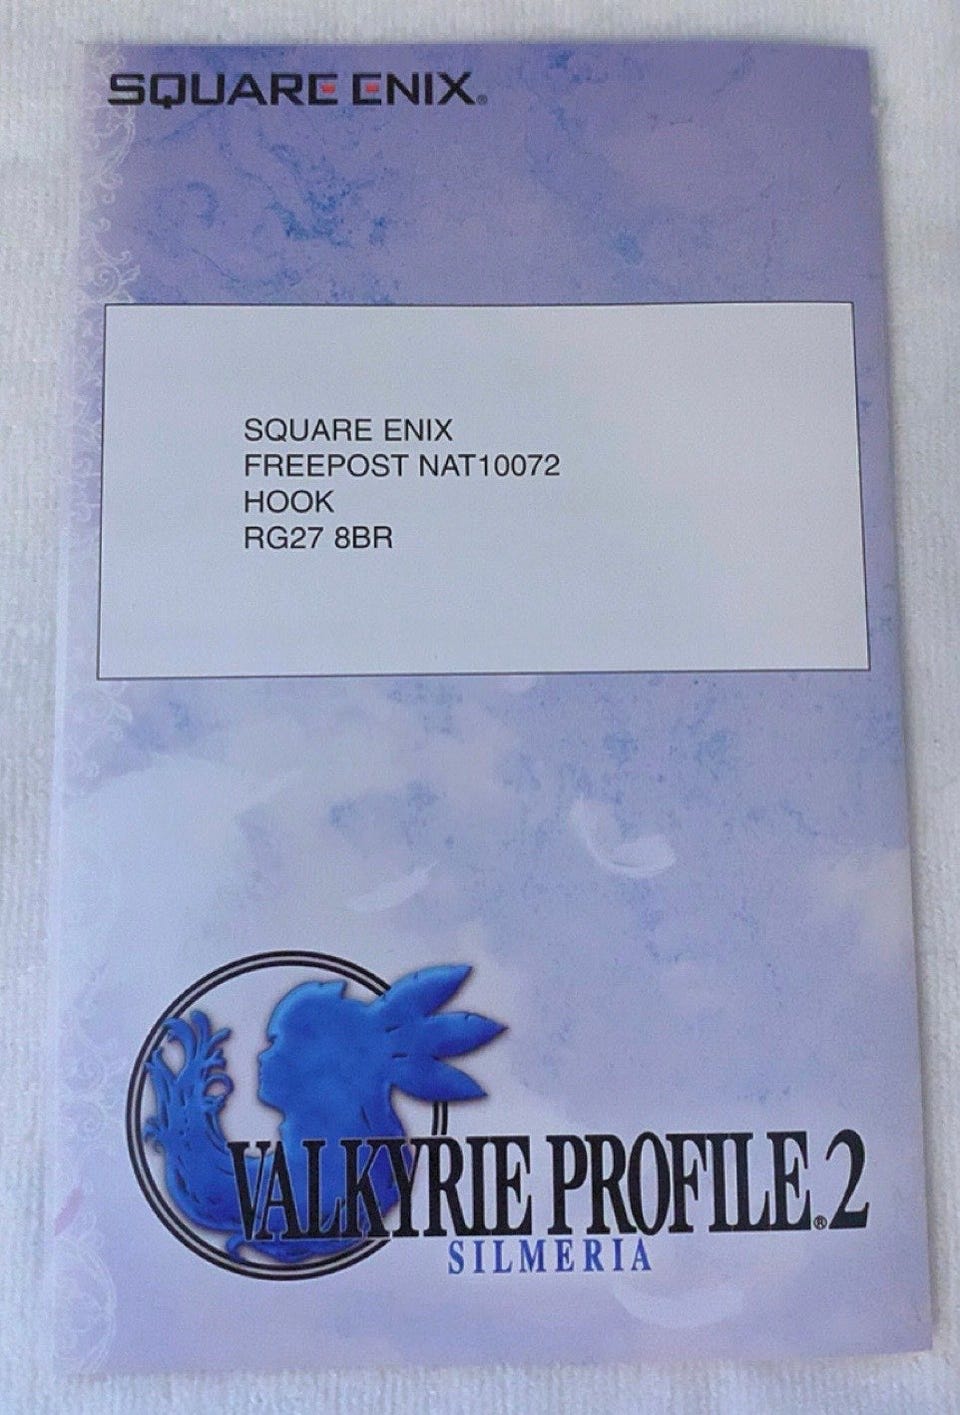 SQUARE ENIX®
SQUARE ENIX
FREEPOST NAT10072
HOOK
RG27 8BR
VALKYRIE PROFILE®2
SILMERIA